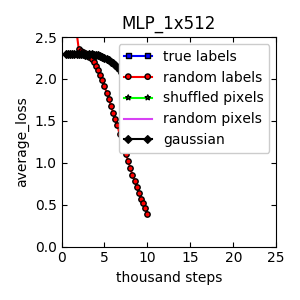 MLP_1x512
2.5
2.0
1.5
1.0
0.5
0.0
average_loss
true labels
random labels
shuffled pixels
random pixels
gaussian
0 5 10 15 20 25
thousand steps